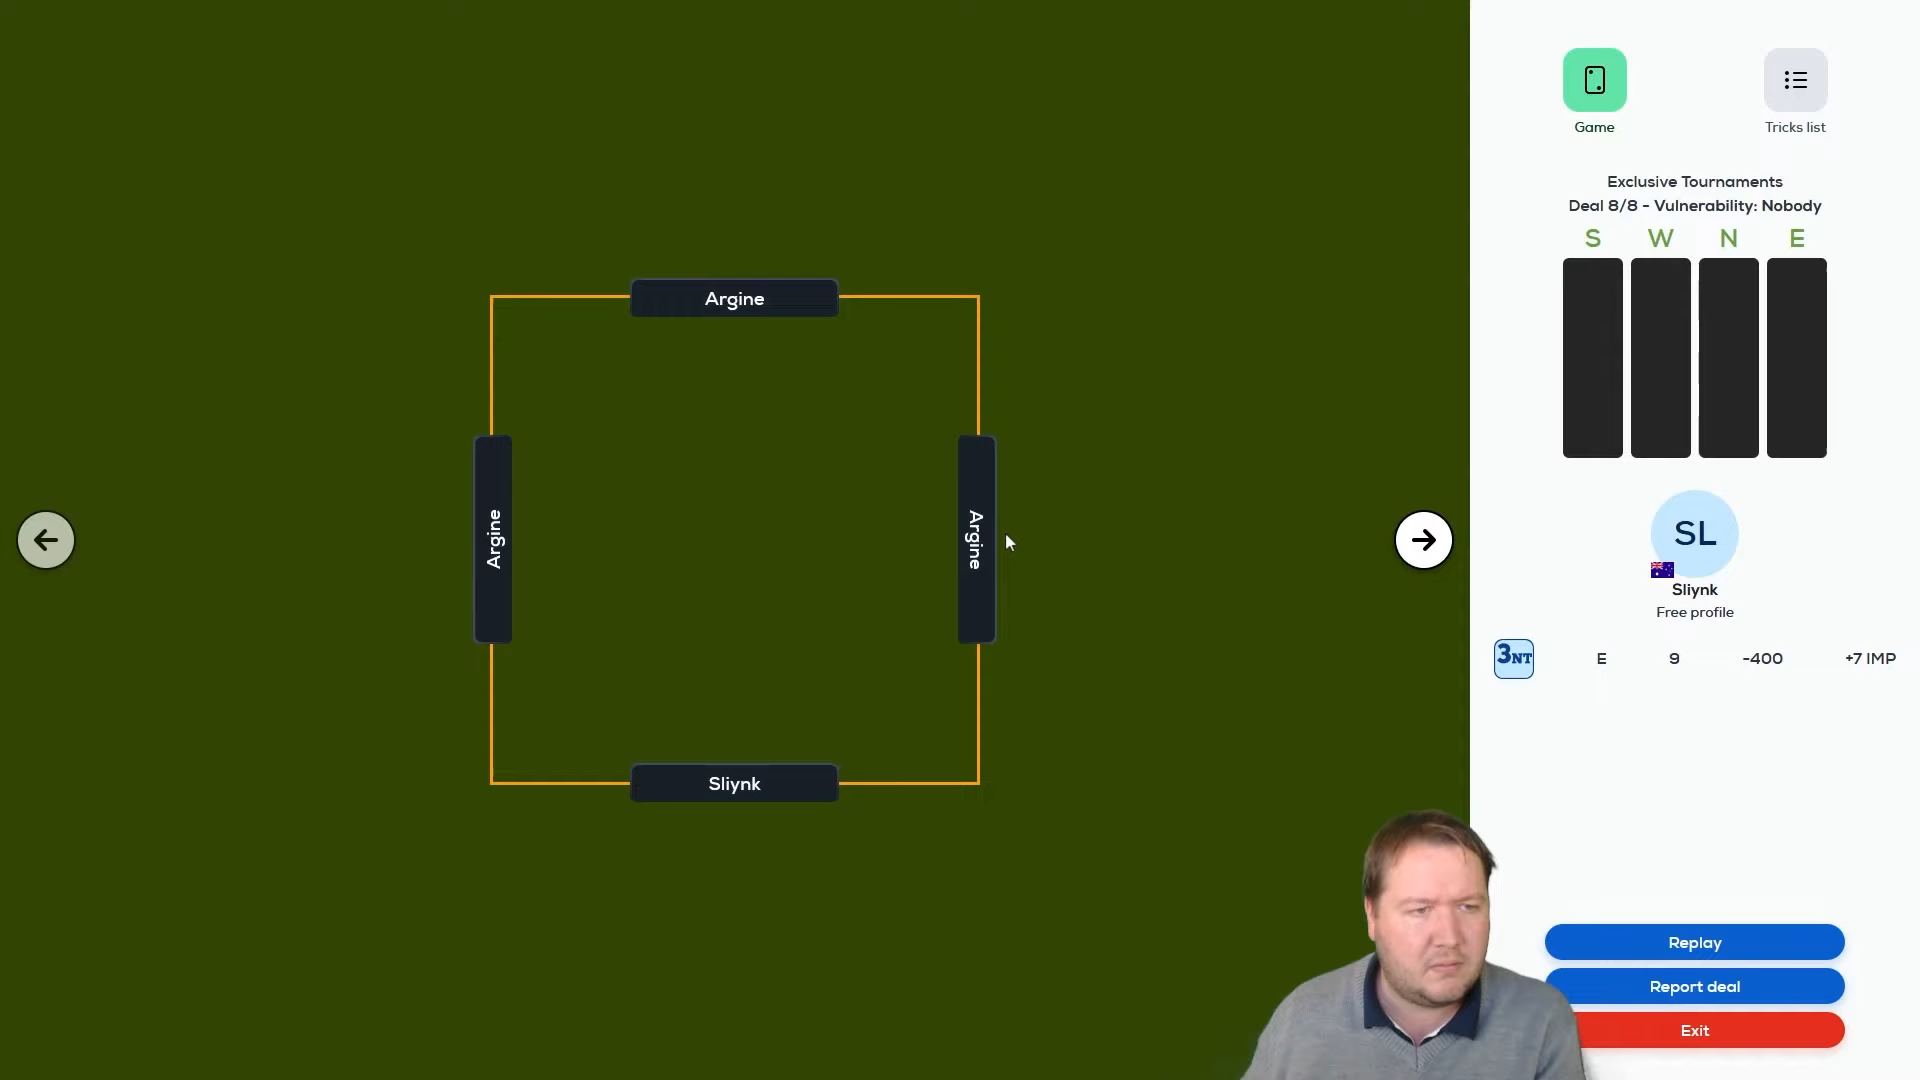 Game
Tricks list
Exclusive Tournaments
Deal 8/8 - Vulnerability: Nobody
S W N E
Argine
Argine
Argine
Sliynk
SL
Sliynk
Free profile
3NT E 9 -400 +7 IMP
Replay
Report deal
Exit